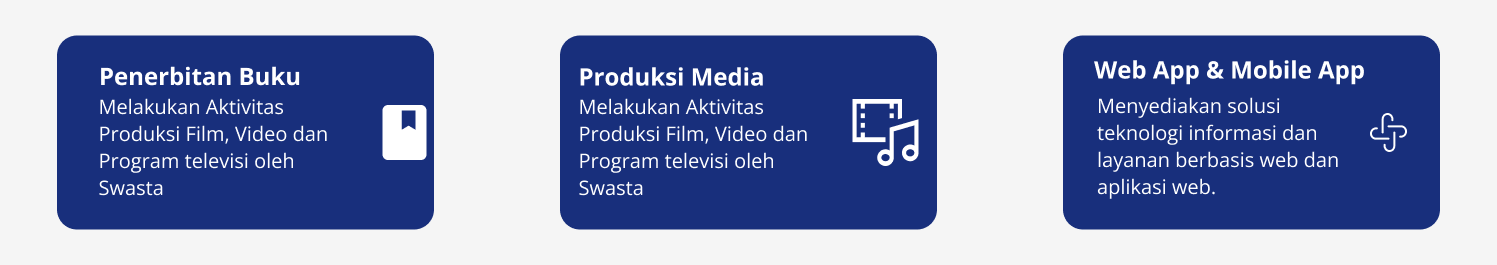 Penerbitan Buku
Melakukan Aktivitas
Produksi Film, Video dan
Program televisi oleh
Swasta
Produksi Media
Melakukan Aktivitas
Produksi Film, Video dan
Program televisi oleh
Swasta
Web App & Mobile App
Menyediakan solusi
teknologi informasi dan
layanan berbasis web dan
aplikasi web.